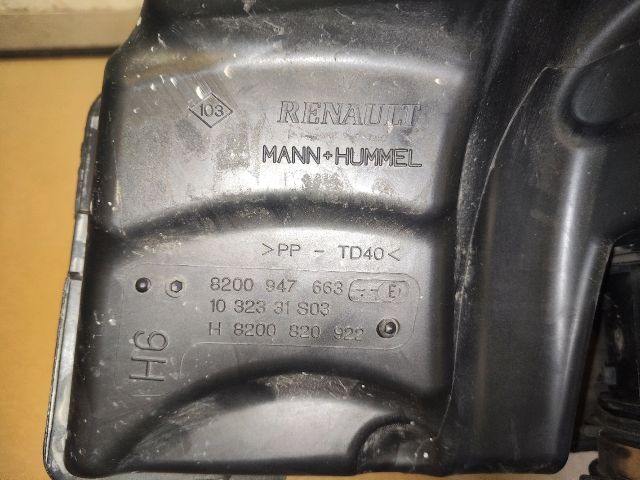 103
RENAULT
MANN+HUMMEL
>PP - TD40<
8200 947 663 -- E
10 323 31 S03
H 8200 820 922
H6